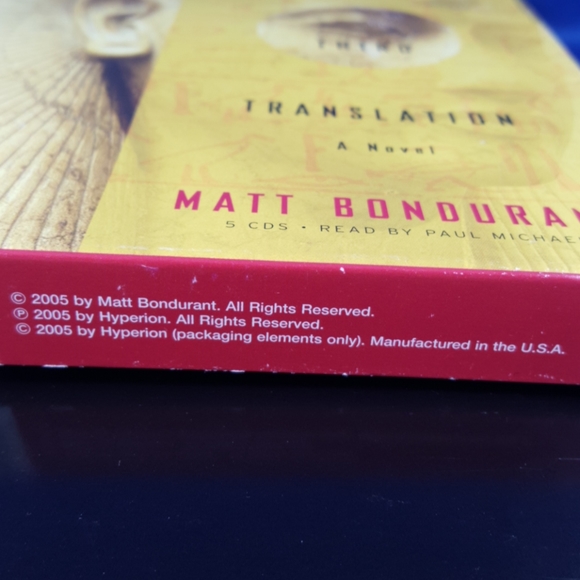 THIRD
TRANSLATION
A Novel
MATT BONDURAN
5 CDS • READ BY PAUL MICHAE
© 2005 by Matt Bondurant. All Rights Reserved.
℗ 2005 by Hyperion. All Rights Reserved.
© 2005 by Hyperion (packaging elements only). Manufactured in the U.S.A.